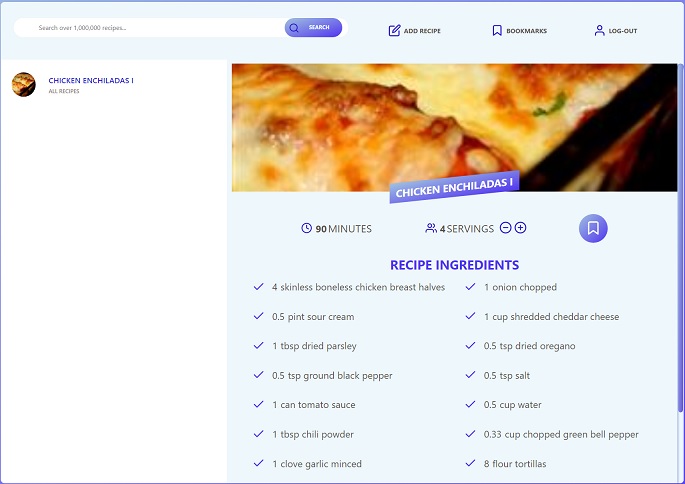 Search over 1,000,000 recipes...
SEARCH
ADD RECIPE
BOOKMARKS
LOG-OUT
CHICKEN ENCHILADAS I
ALL RECIPES
CHICKEN ENCHILADAS I
90 MINUTES
4 SERVINGS
RECIPE INGREDIENTS
4 skinless boneless chicken breast halves
1 onion chopped
0.5 pint sour cream
1 cup shredded cheddar cheese
1 tbsp dried parsley
0.5 tsp dried oregano
0.5 tsp ground black pepper
0.5 tsp salt
1 can tomato sauce
0.5 cup water
1 tbsp chili powder
0.33 cup chopped green bell pepper
1 clove garlic minced
8 flour tortillas